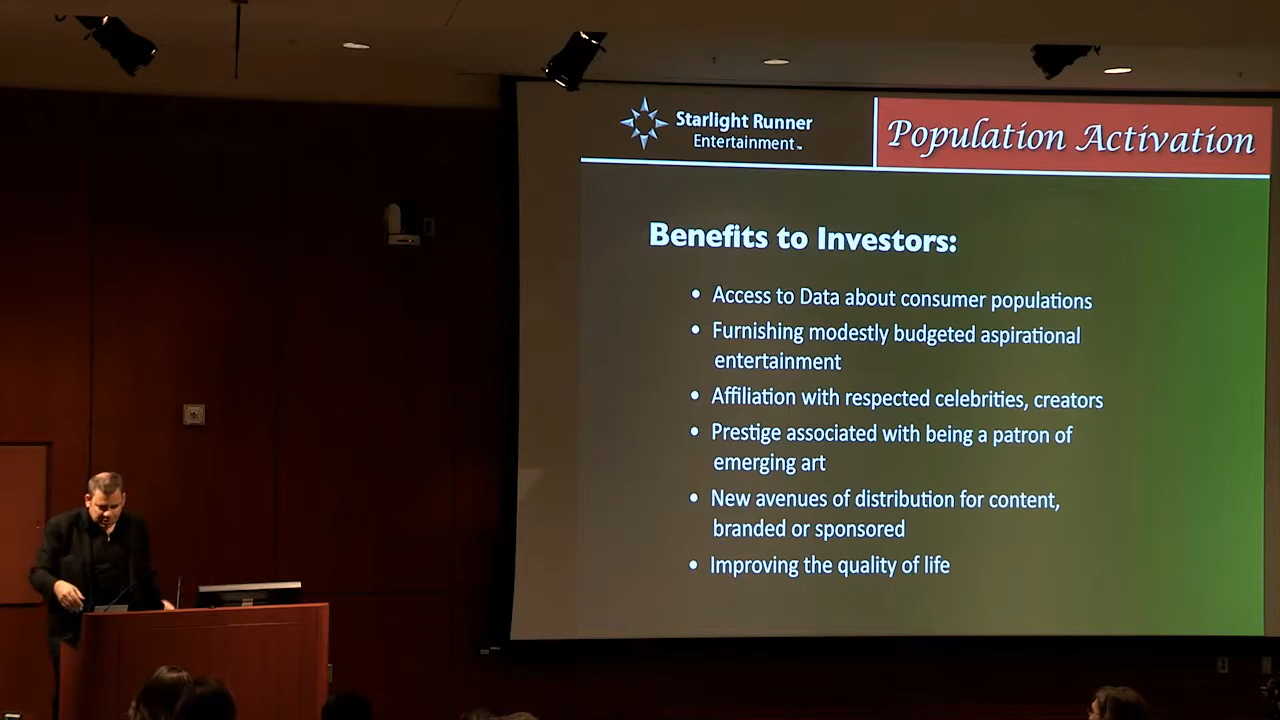 Starlight Runner
Entertainment™
Population Activation
Benefits to Investors:
• Access to Data about consumer populations
• Furnishing modestly budgeted aspirational
entertainment
• Affiliation with respected celebrities, creators
• Prestige associated with being a patron of
emerging art
• New avenues of distribution for content,
branded or sponsored
• Improving the quality of life